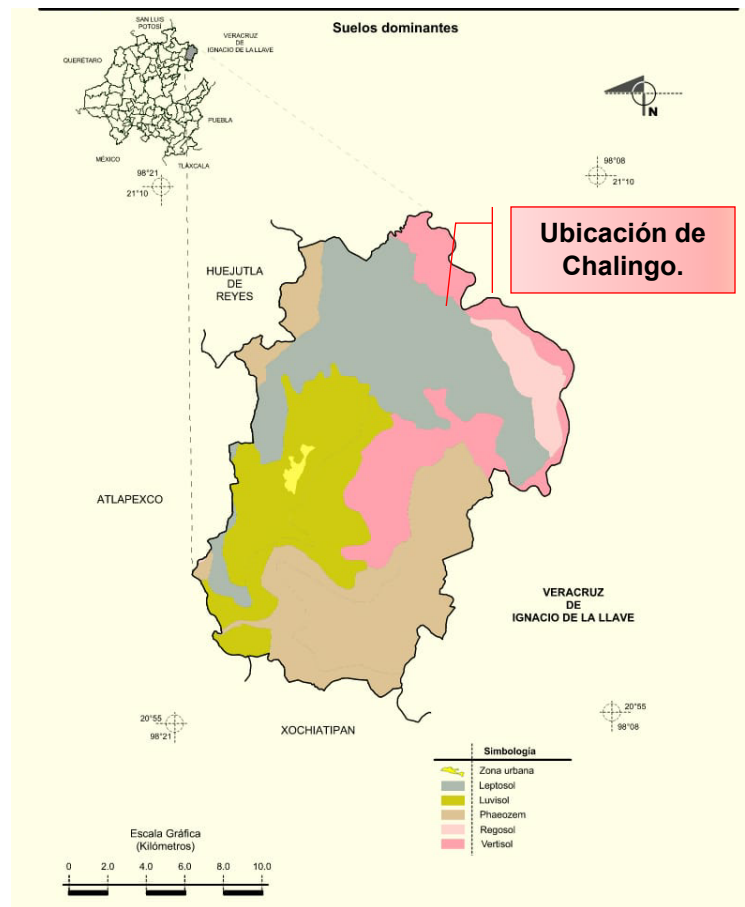 Suelos dominantes
SAN LUIS
POTOSÍ
VERACRUZ
DE
IGNACIO DE LA LLAVE
QUERÉTARO
PUEBLA
MÉXICO
TLAXCALA
N
98°21
21°10
98°08
21°10
Ubicación de
Chalingo.
HUEJUTLA
DE
REYES
ATLAPEXCO
VERACRUZ
DE
IGNACIO DE LA LLAVE
20°55
98°21
XOCHIATIPAN
20°55
98°08
Simbología
Zona urbana
Leptosol
Luvisol
Phaeozem
Regosol
Vertisol
Escala Gráfica
(Kilómetros)
0 2.0 4.0 6.0 8.0 10.0